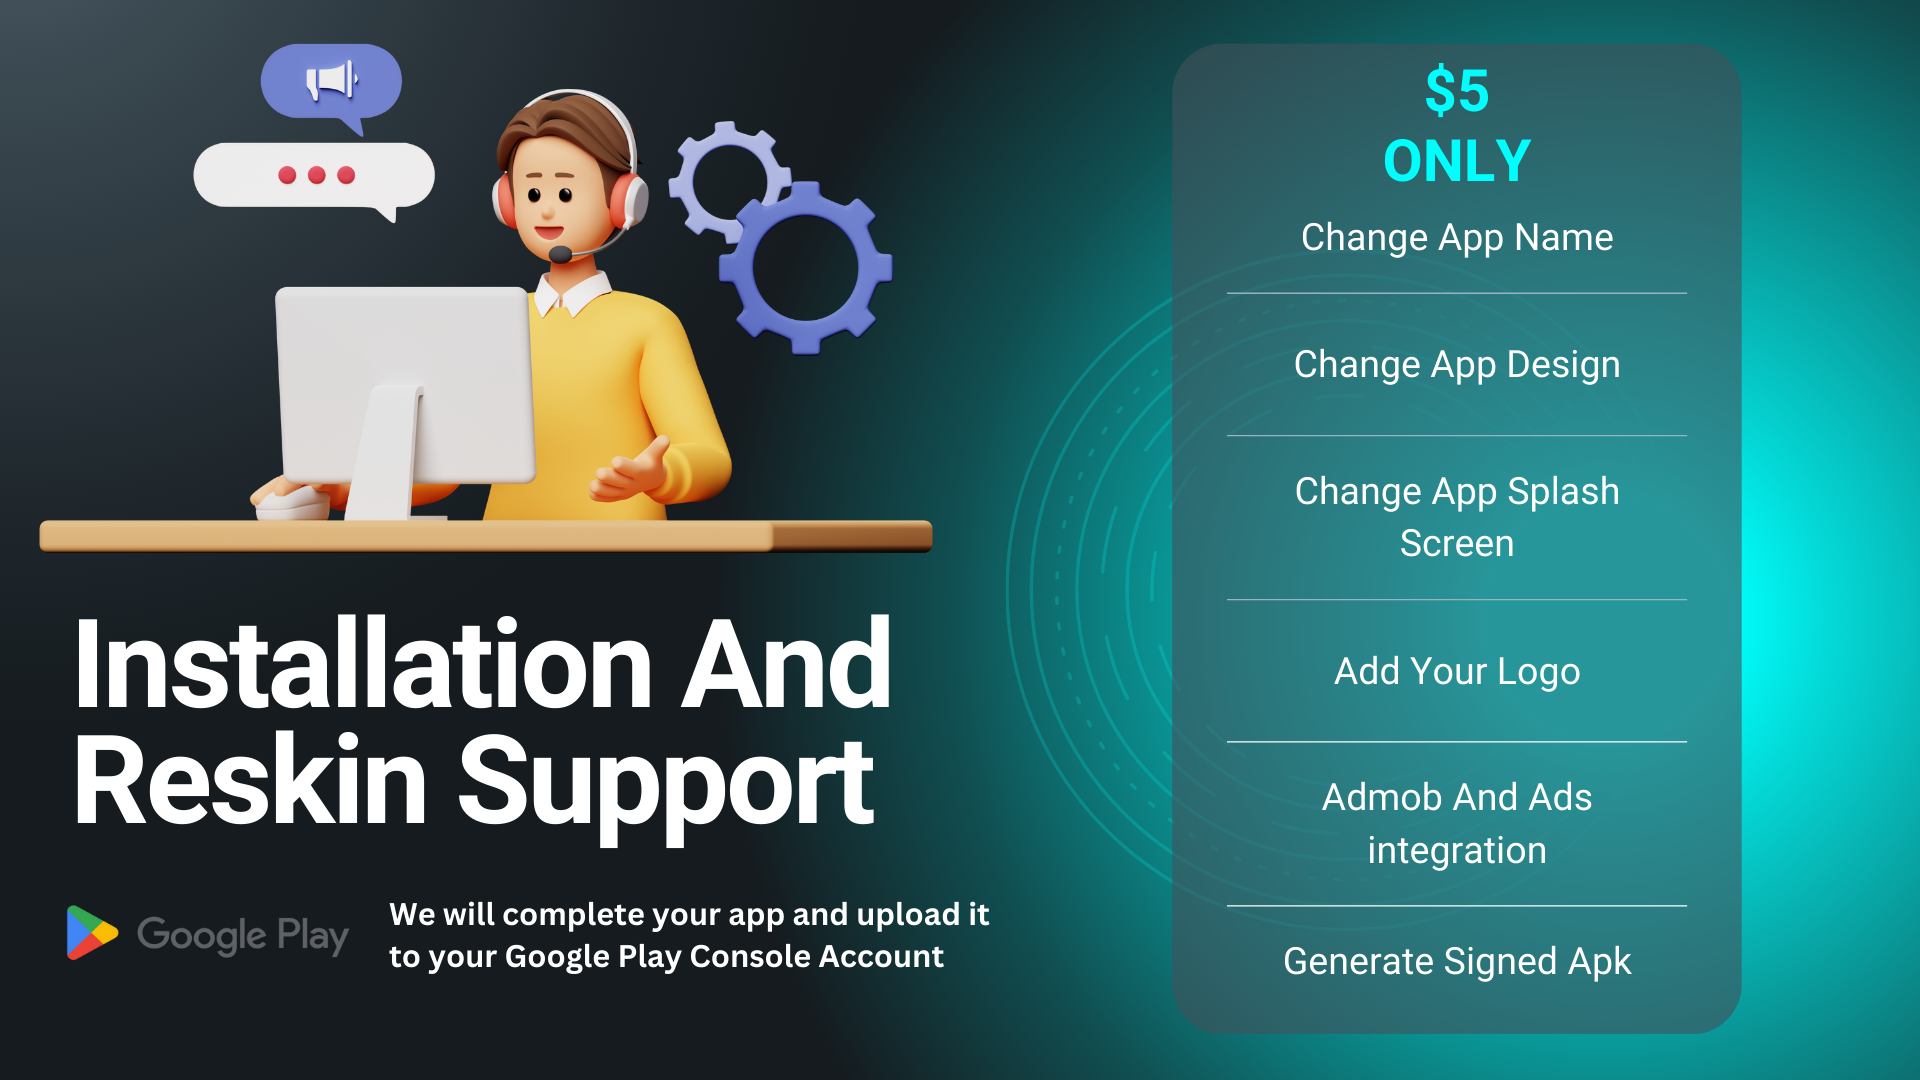 Installation And
Reskin Support
Google Play
We will complete your app and upload it
to your Google Play Console Account
$5
ONLY
Change App Name
Change App Design
Change App Splash
Screen
Add Your Logo
Admob And Ads
integration
Generate Signed Apk